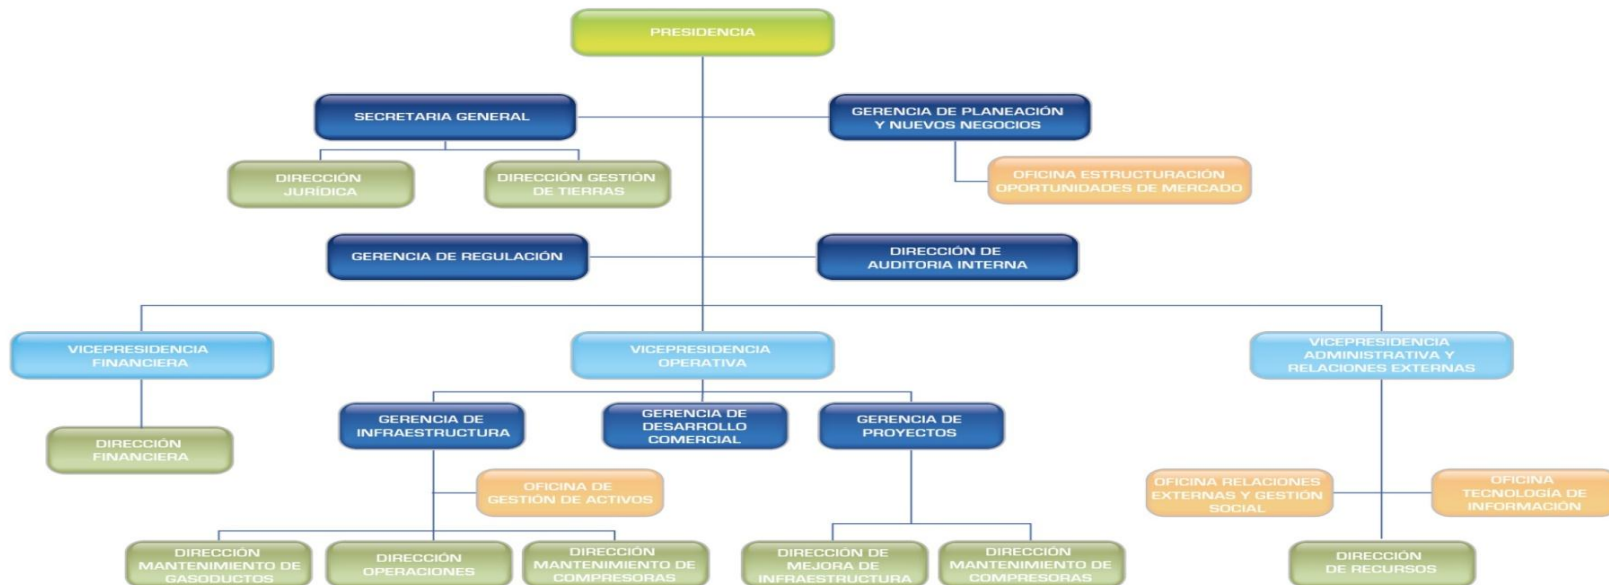 PRESIDENCIA
SECRETARIA GENERAL
GERENCIA DE PLANEACIÓN
Y NUEVOS NEGOCIOS
DIRECCIÓN
JURÍDICA
DIRECCIÓN GESTIÓN
DE TIERRAS
OFICINA ESTRUCTURACIÓN
OPORTUNIDADES DE MERCADO
GERENCIA DE REGULACIÓN
DIRECCIÓN DE
AUDITORIA INTERNA
VICEPRESIDENCIA
FINANCIERA
VICEPRESIDENCIA
OPERATIVA
VICEPRESIDENCIA
ADMINISTRATIVA Y
RELACIONES EXTERNAS
GERENCIA DE
INFRAESTRUCTURA
GERENCIA DE
DESARROLLO
COMERCIAL
GERENCIA DE
PROYECTOS
DIRECCIÓN
FINANCIERA
OFICINA DE
GESTIÓN DE ACTIVOS
OFICINA RELACIONES
EXTERNAS Y GESTIÓN
SOCIAL
OFICINA
TECNOLOGÍA DE
INFORMACIÓN
DIRECCIÓN
MANTENIMIENTO DE
GASODUCTOS
DIRECCIÓN
OPERACIONES
DIRECCIÓN
MANTENIMIENTO DE
COMPRESORAS
DIRECCIÓN DE
MEJORA DE
INFRAESTRUCTURA
DIRECCIÓN
MANTENIMIENTO DE
COMPRESORAS
DIRECCIÓN
DE RECURSOS